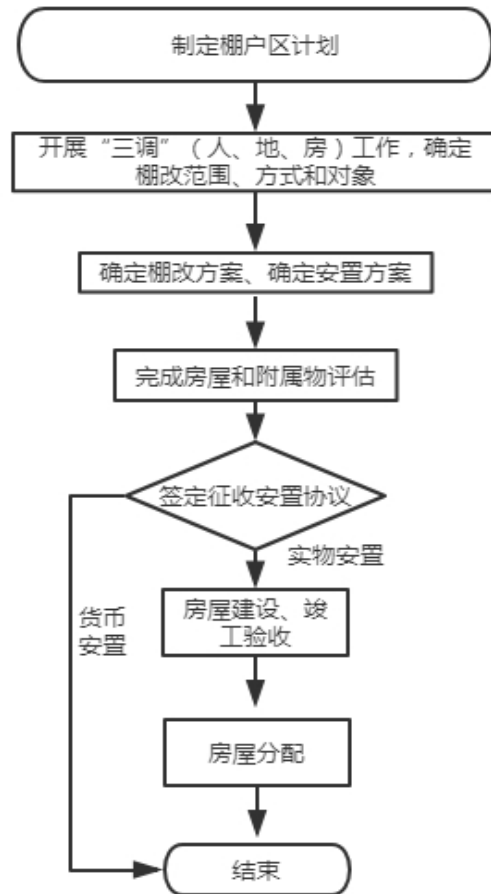 制定棚户区计划
开展“三调”（人、地、房）工作，确定
棚改范围、方式和对象
确定棚改方案、确定安置方案
完成房屋和附属物评估
签定征收安置协议
实物安置
货币
安置
房屋建设、竣
工验收
房屋分配
结束